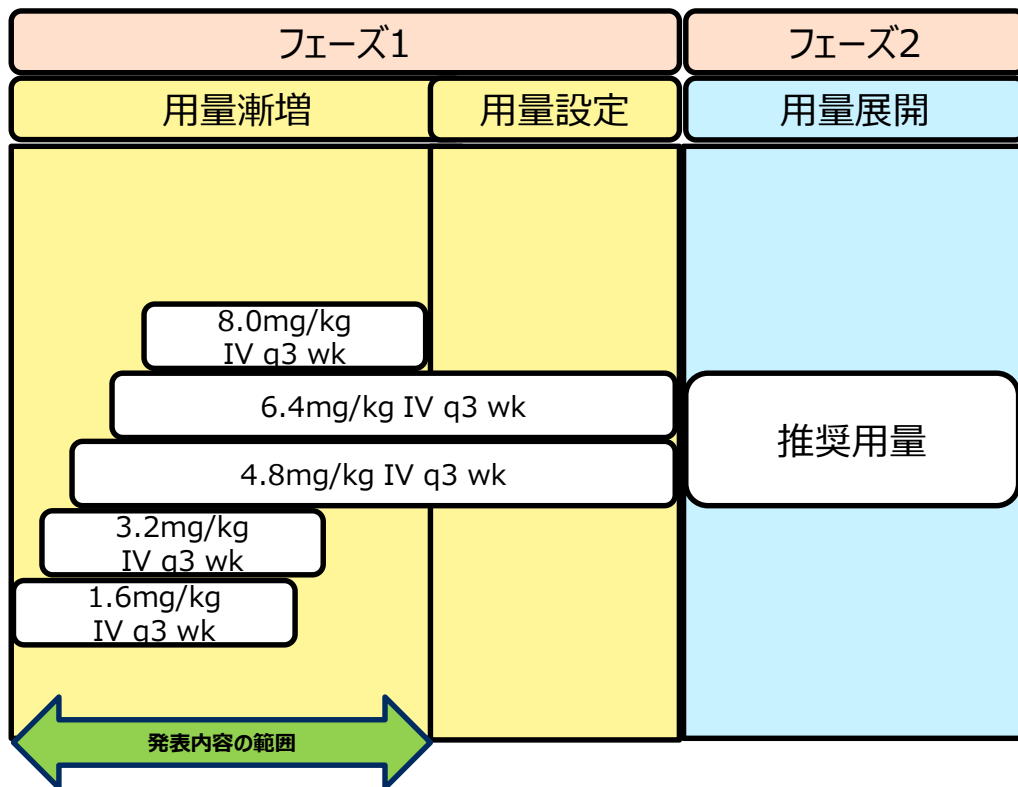 フェーズ1
フェーズ2
用量漸増
用量設定
用量展開
8.0mg/kg
IV q3 wk
6.4mg/kg IV q3 wk
4.8mg/kg IV q3 wk
推奨用量
3.2mg/kg
IV q3 wk
1.6mg/kg
IV q3 wk
発表内容の範囲